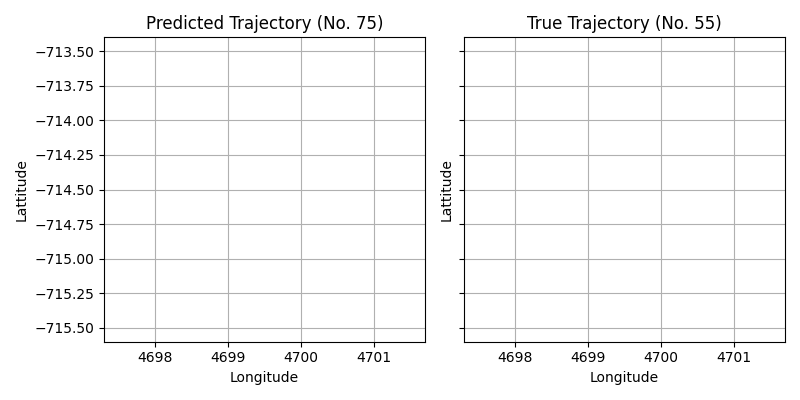 Predicted Trajectory (No. 75)
True Trajectory (No. 55)
−713.50
−713.75
−714.00
−714.25
−714.50
−714.75
−715.00
−715.25
−715.50
Lattitude
Lattitude
4698 4699 4700 4701
4698 4699 4700 4701
Longitude
Longitude